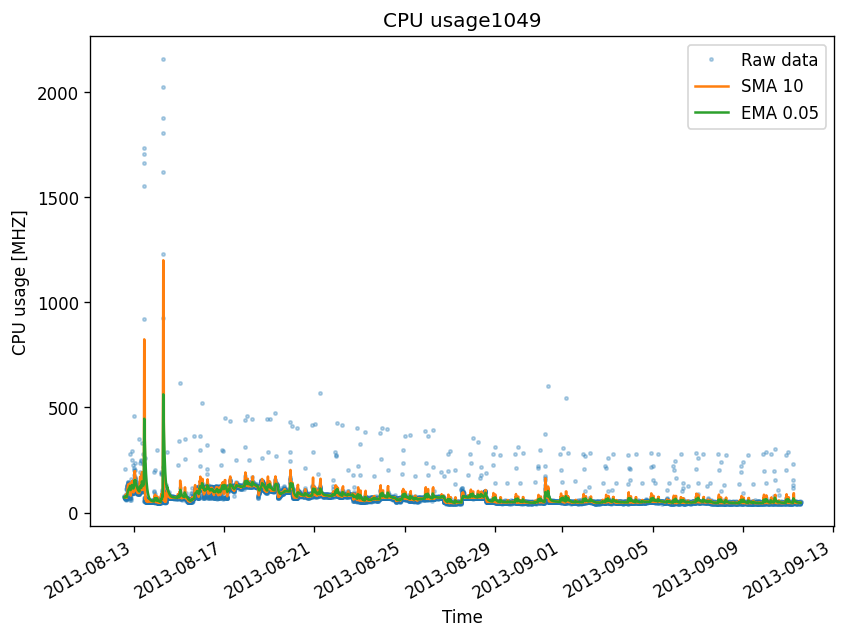 CPU usage1049
Raw data
SMA 10
EMA 0.05
2000
1500
1000
500
0
CPU usage [MHZ]
2013-08-13
2013-08-17
2013-08-21
2013-08-25
2013-08-29
2013-09-01
2013-09-05
2013-09-09
2013-09-13
Time